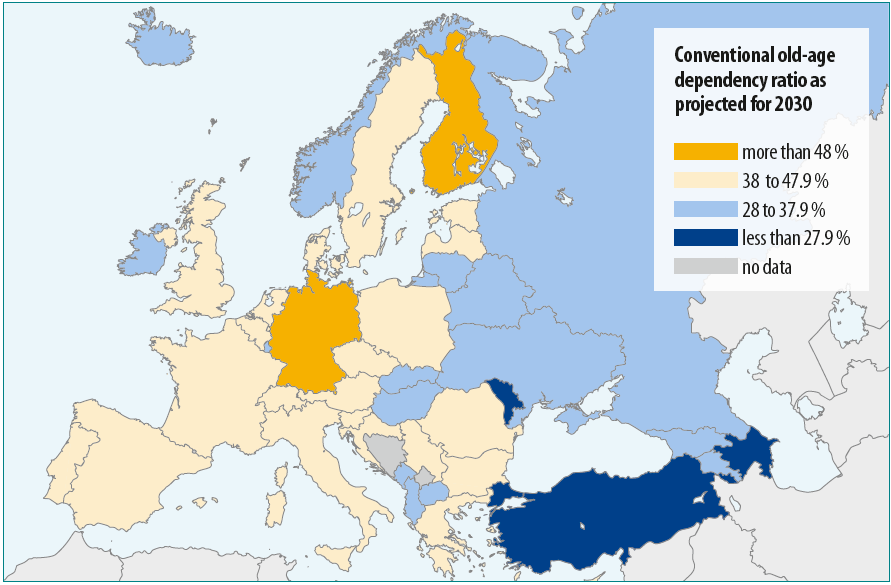 Conventional old-age
dependency ratio as
projected for 2030
more than 48 %
38 to 47.9 %
28 to 37.9 %
less than 27.9 %
no data